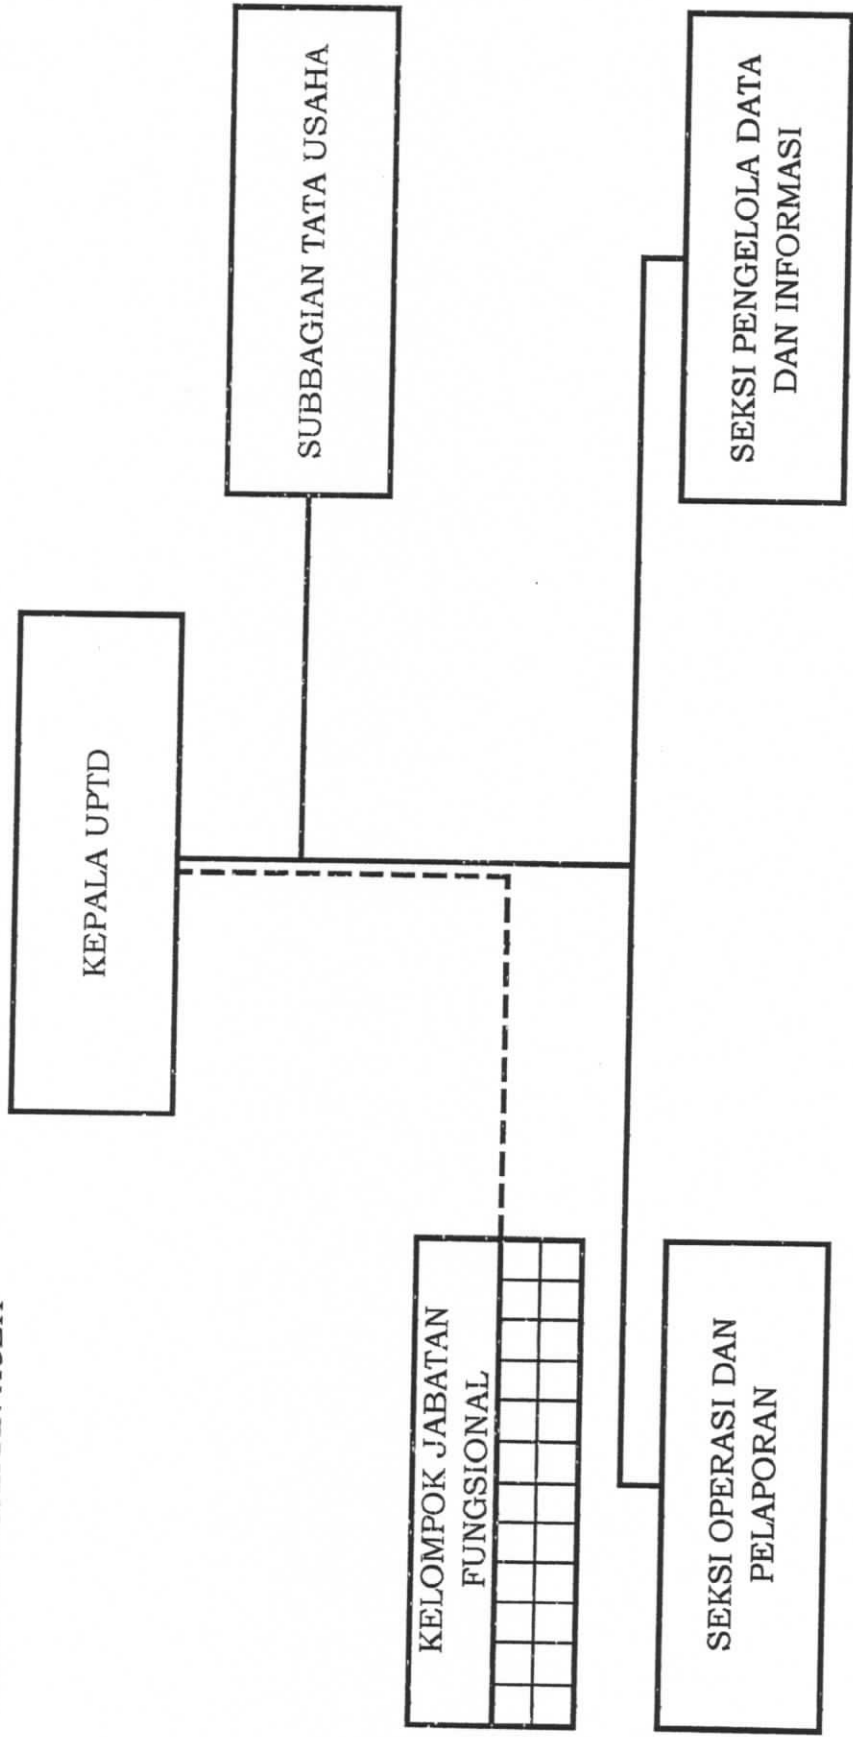 KEPALA UPTD
SUBBAGIAN TATA USAHA
KELOMPOK JABATAN
FUNGSIONAL
SEKSI OPERASI DAN
PELAPORAN
SEKSI PENGELOLA DATA
DAN INFORMASI